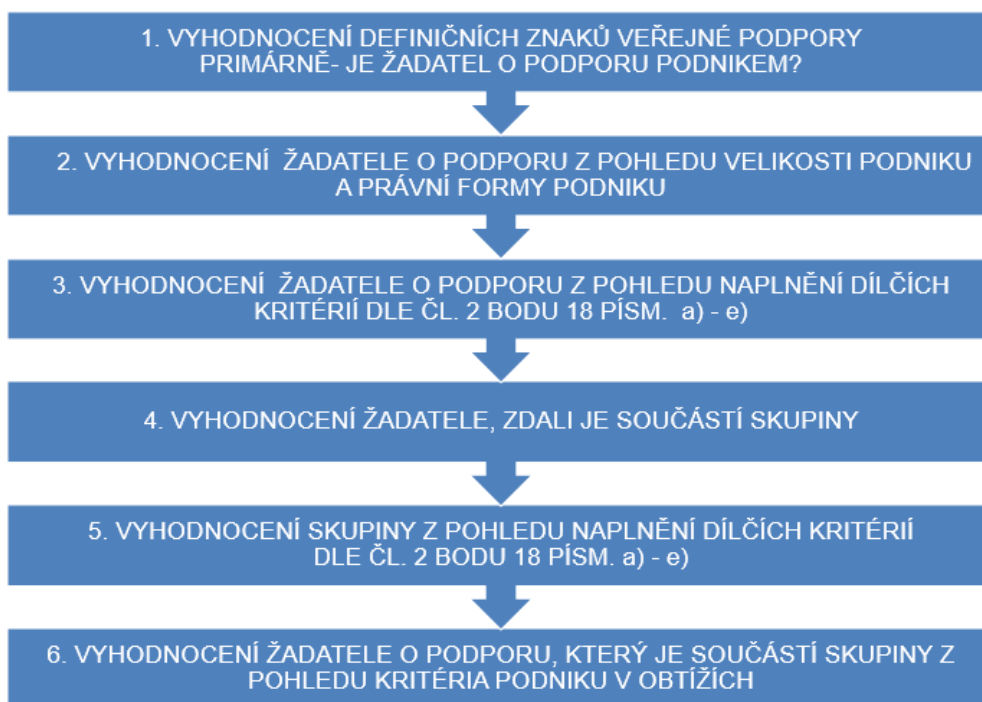 1. VYHODNOCENÍ DEFINIČNÍCH ZNAKŮ VEŘEJNÉ PODPORY
PRIMÁRNĚ- JE ŽADATEL O PODPORU PODNIKEM?
2. VYHODNOCENÍ ŽADATELE O PODPORU Z POHLEDU VELIKOSTI PODNIKU
A PRÁVNÍ FORMY PODNIKU
3. VYHODNOCENÍ ŽADATELE O PODPORU Z POHLEDU NAPLNĚNÍ DÍLČÍCH
KRITÉRIÍ DLE ČL. 2 BODU 18 PÍSM. a) - e)
4. VYHODNOCENÍ ŽADATELE, ZDALI JE SOUČÁSTÍ SKUPINY
5. VYHODNOCENÍ SKUPINY Z POHLEDU NAPLNĚNÍ DÍLČÍCH KRITÉRIÍ
DLE ČL. 2 BODU 18 PÍSM. a) - e)
6. VYHODNOCENÍ ŽADATELE O PODPORU, KTERÝ JE SOUČÁSTÍ SKUPINY Z
POHLEDU KRITÉRIA PODNIKU V OBTÍŽÍCH